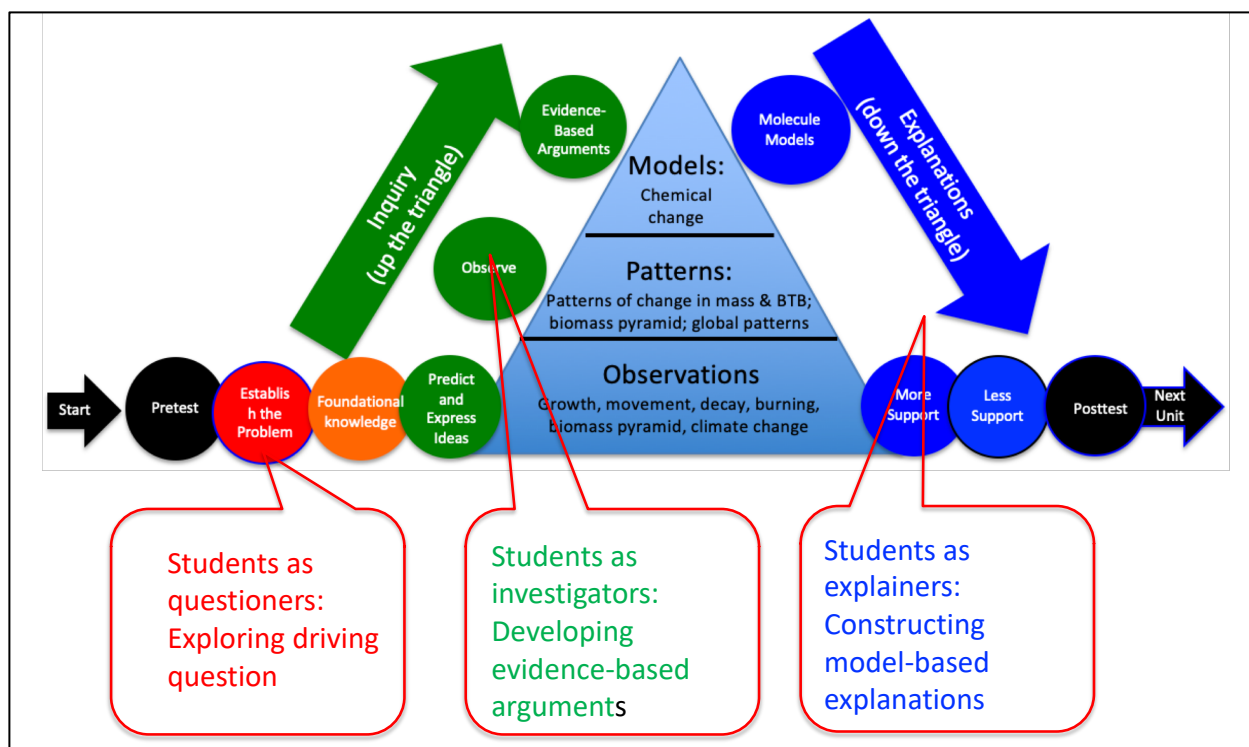 Inquiry
(up the triangle)
Evidence-
Based
Arguments
Observe
Models:
Chemical
change
Patterns:
Patterns of change in mass & BTB;
biomass pyramid; global patterns
Observations
Growth, movement, decay, burning,
biomass pyramid, climate change
Molecule
Models
Explanations
(down the triangle)
Start
Pretest
Establis
h the
Problem
Foundational
knowledge
Predict
and
Express
Ideas
More
Support
Less
Support
Posttest
Next
Unit
Students as
questioners:
Exploring driving
question
Students as
investigators:
Developing
evidence-based
arguments
Students as
explainers:
Constructing
model-based
explanations